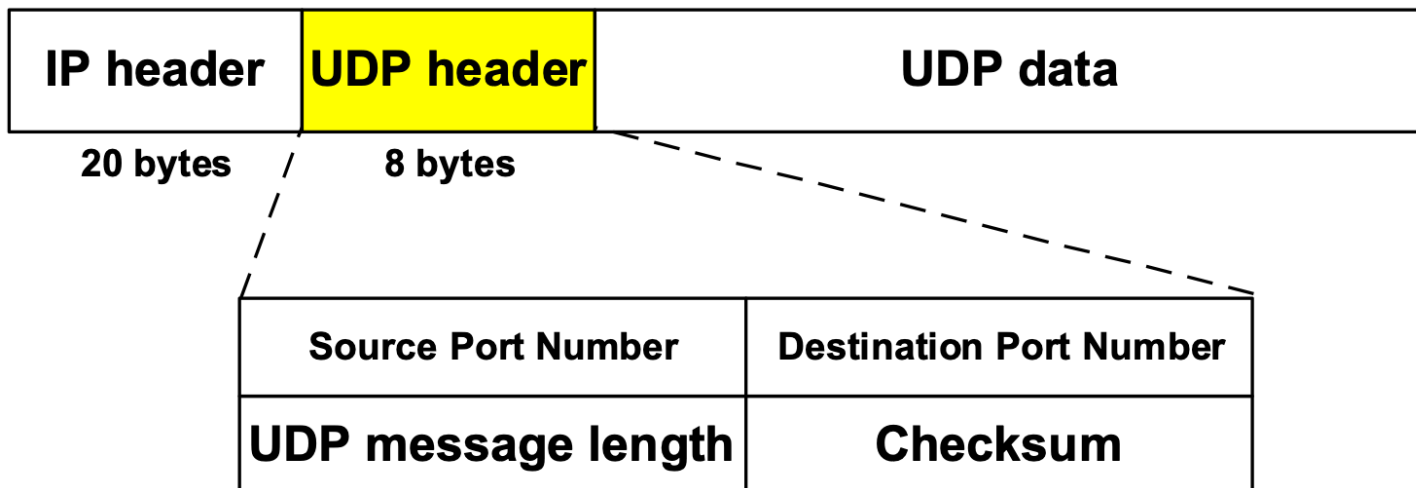 IP header UDP header UDP data
20 bytes 8 bytes
Source Port Number Destination Port Number
UDP message length Checksum